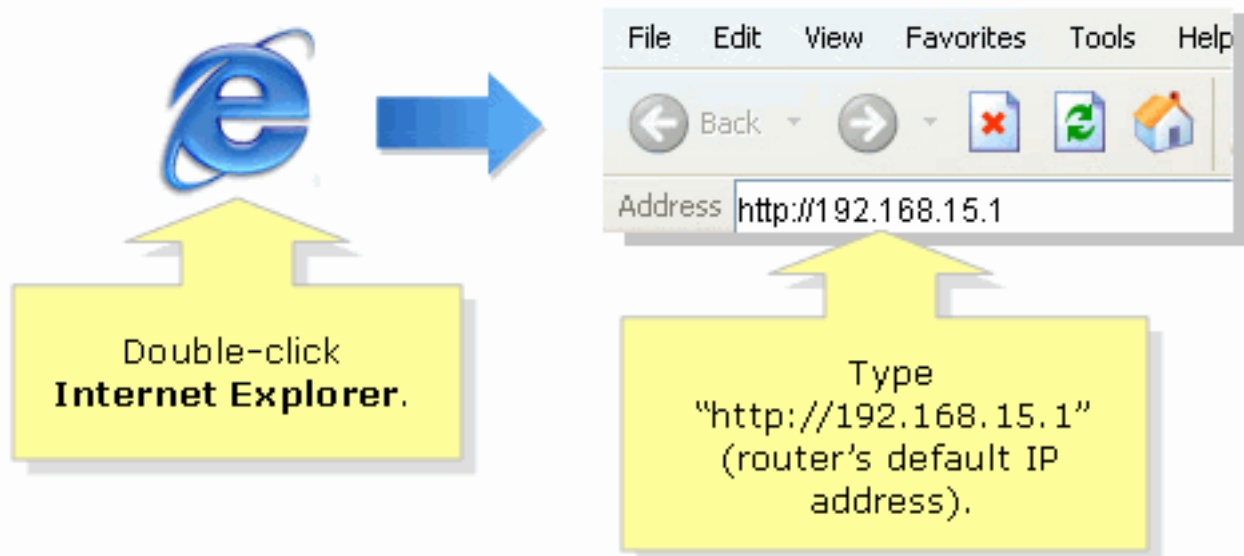 File Edit View Favorites Tools Help
Back
Address http://192.168.15.1
Double-click
Internet Explorer.
Type
“http://192.168.15.1”
(router’s default IP
address).